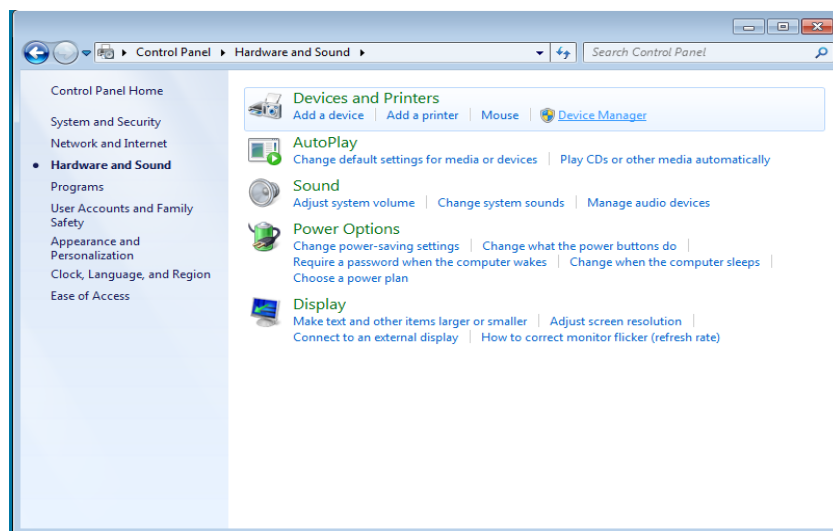 Control Panel Hardware and Sound Search Control Panel
Control Panel Home
System and Security
Network and Internet
Hardware and Sound
Programs
User Accounts and Family
Safety
Appearance and
Personalization
Clock, Language, and Region
Ease of Access
Devices and Printers
Add a device Add a printer Mouse Device Manager
AutoPlay
Change default settings for media or devices Play CDs or other media automatically
Sound
Adjust system volume Change system sounds Manage audio devices
Power Options
Change power-saving settings Change what the power buttons do
Require a password when the computer wakes Change when the computer sleeps
Choose a power plan
Display
Make text and other items larger or smaller Adjust screen resolution
Connect to an external display How to correct monitor flicker (refresh rate)